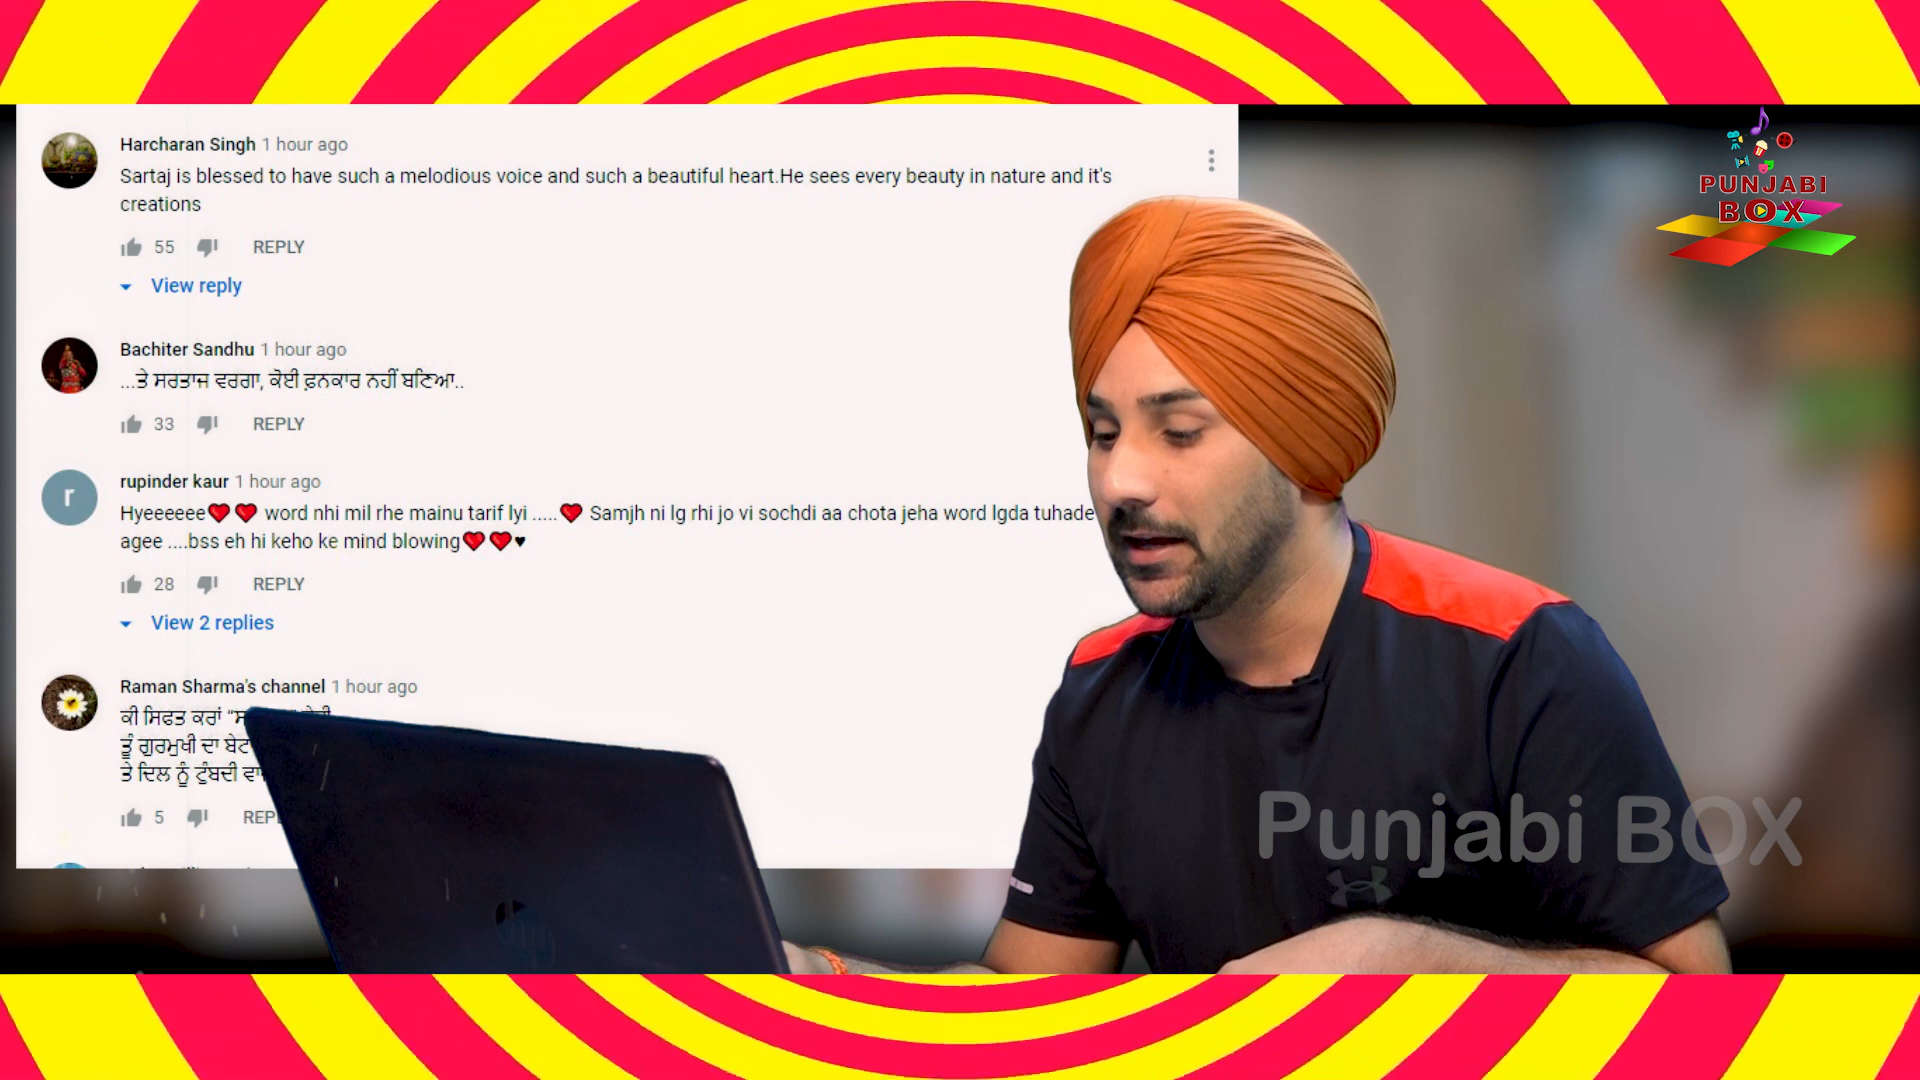 Harcharan Singh 1 hour ago
Sartaj is blessed to have such a melodious voice and such a beautiful heart.He sees every beauty in nature and it's
creations
55 REPLY
View reply
Bachiter Sandhu 1 hour ago
...ਤੇ ਸਰਤਾਜ ਵਰਗਾ, ਕੋਈ ਫ਼ਨਕਾਰ ਨਹੀਂ ਬਣਿਆ..
33 REPLY
r
rupinder kaur 1 hour ago
Hyeeeeee❤❤ word nhi mil rhe mainu tarif lyi .....❤ Samjh ni lg rhi jo vi sochdi aa chota jeha word lgda tuhade
agee ....bss eh hi keho ke mind blowing❤❤♥
28 REPLY
View 2 replies
Raman Sharma's channel 1 hour ago
ਕੀ ਸਿਫਤ ਕਰਾਂ
ਤੂੰ ਗੁਰਮੁਖੀ ਦਾ ਬੇਟਾ
ਤੇ ਦਿਲ ਨੂੰ ਟੁੰਬਦੀ
5
PUNJABI
BOX
Punjabi BOX